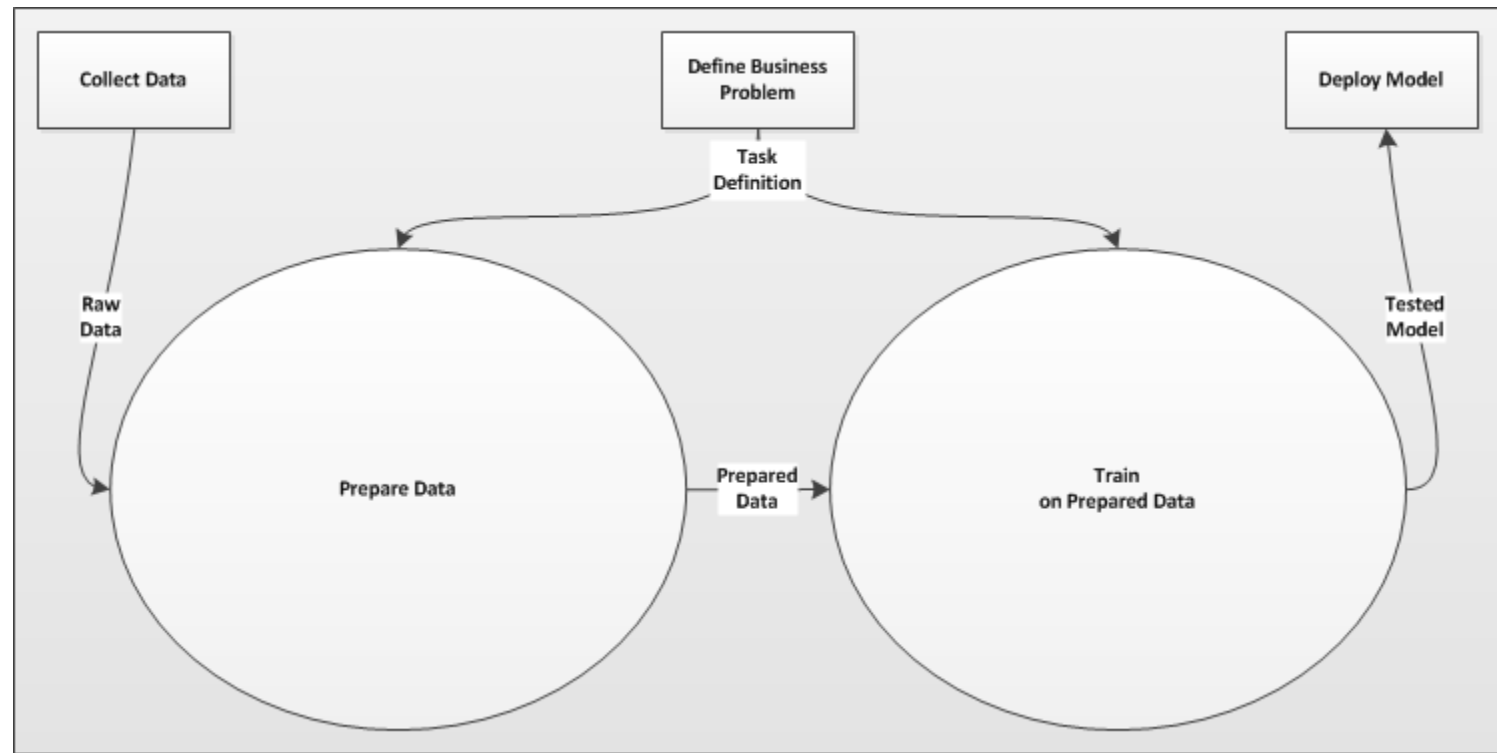 Collect Data
Define Business
Problem
Deploy Model
Task
Definition
Raw
Data
Tested
Model
Prepare Data
Prepared
Data
Train
on Prepared Data